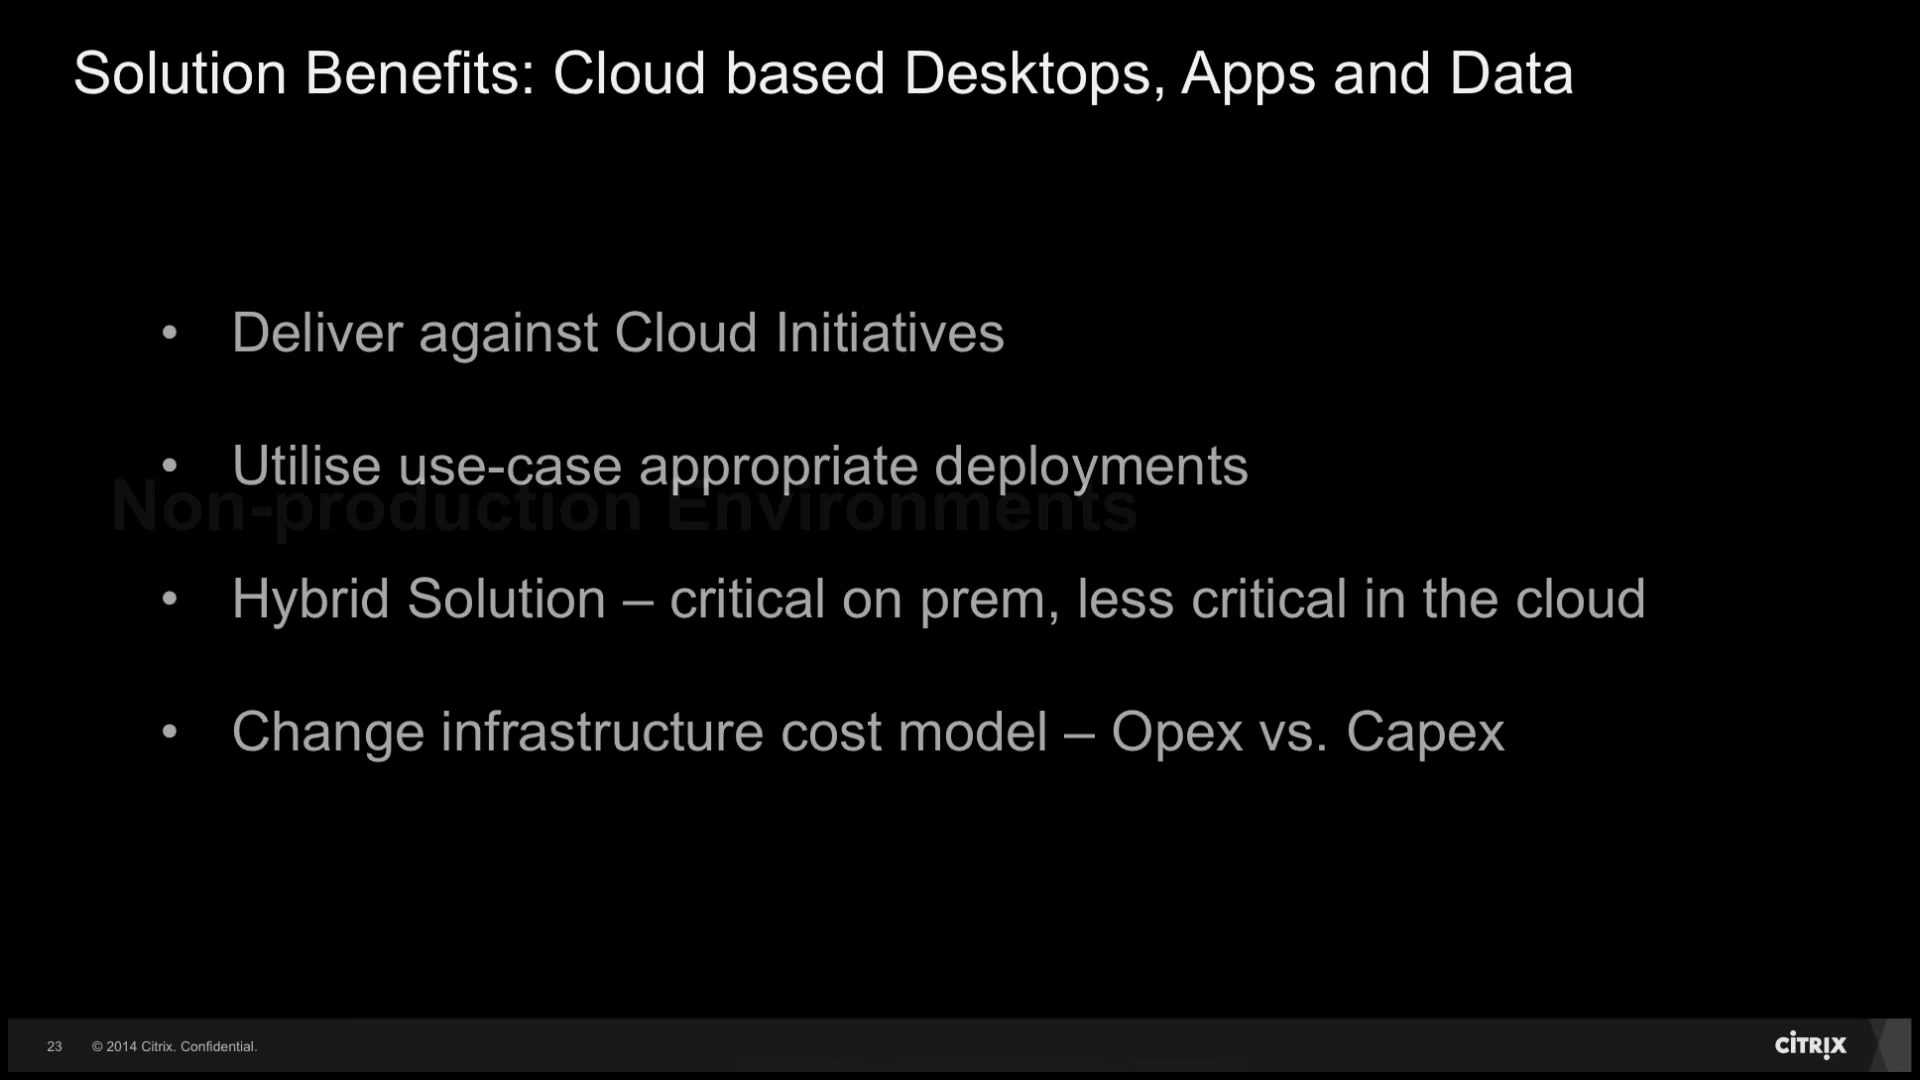 Solution Benefits: Cloud based Desktops, Apps and Data
• Deliver against Cloud Initiatives
• Utilise use-case appropriate deployments
Non-production Environments
• Hybrid Solution – critical on prem, less critical in the cloud
• Change infrastructure cost model – Opex vs. Capex
23 © 2014 Citrix. Confidential.
CITRIX